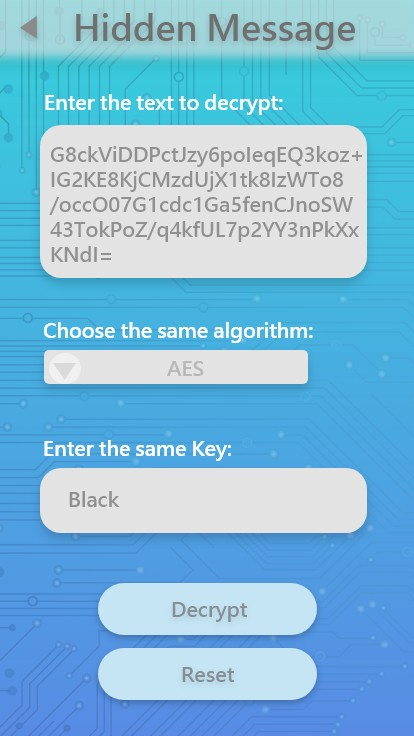 Hidden Message
Enter the text to decrypt:
G8ckViDDPctJzy6poIeqEQ3koz+
IG2KE8KjCMzdUjX1tk8IzWTo8
/occO07G1cdc1Ga5fenCJnoSW
43TokPoZ/q4kfUL7p2YY3nPkXx
KNdI=
Choose the same algorithm:
AES
Enter the same Key:
Black
Decrypt
Reset